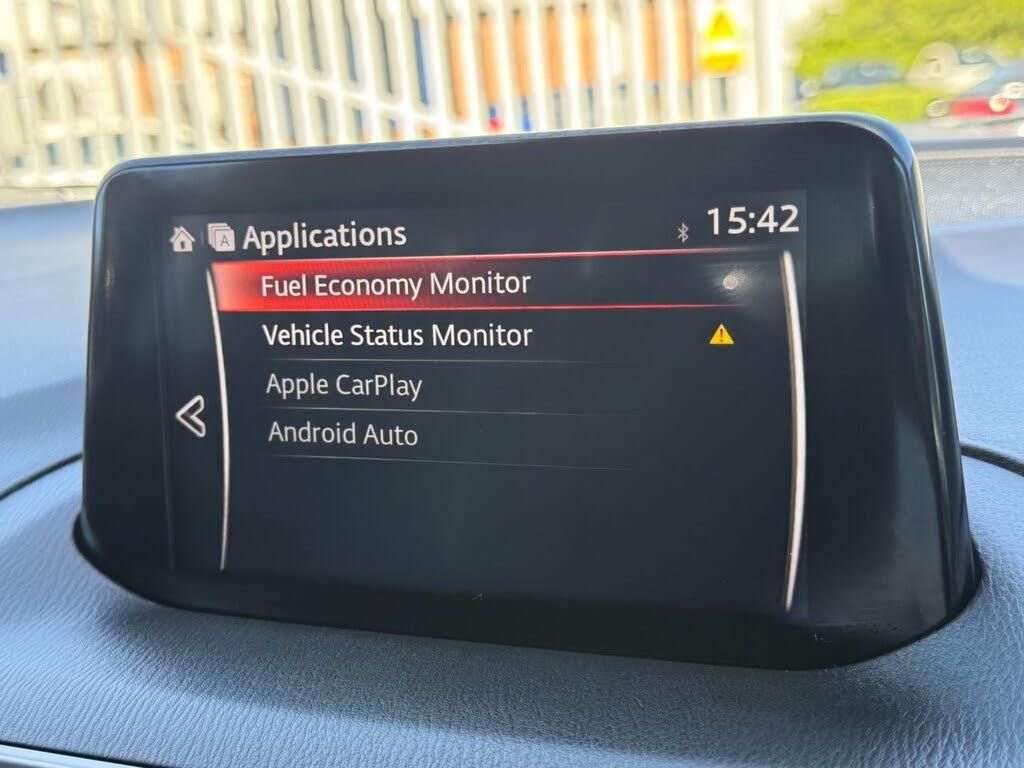 Applications
15:42
Fuel Economy Monitor
Vehicle Status Monitor
Apple CarPlay
Android Auto